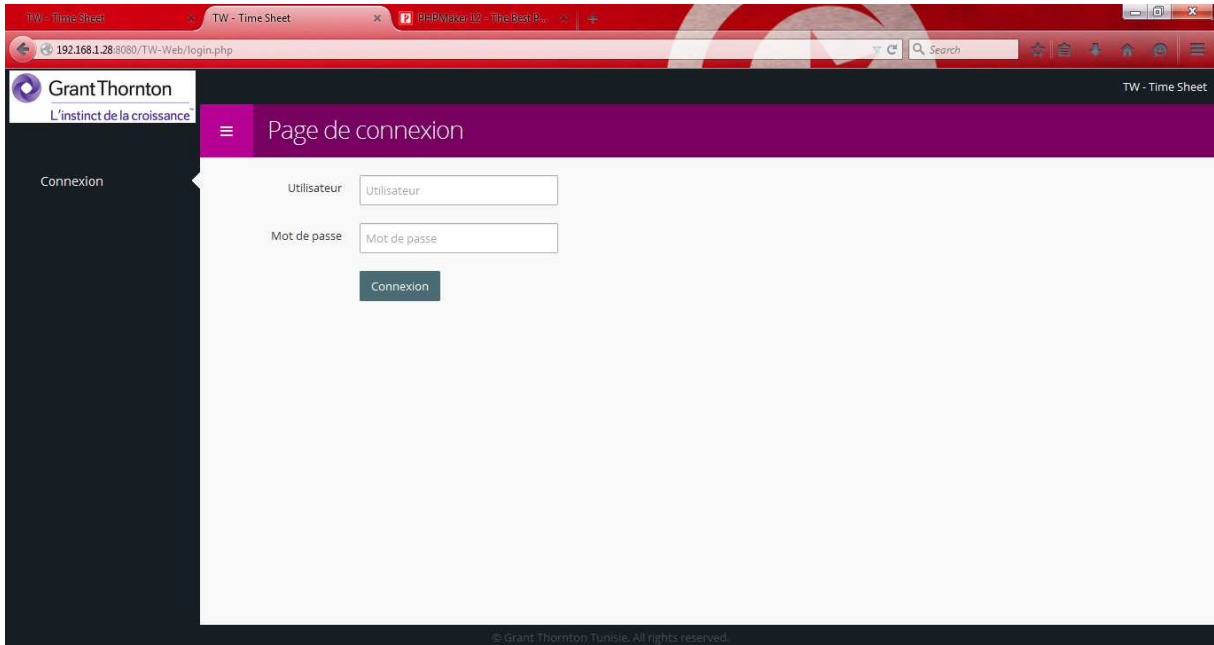 TW - Time Sheet
TW - Time Sheet
PHPMaker 12 - The Best P...
192.168.1.28:8080/TW-Web/login.php
Search
Grant Thornton
L'instinct de la croissance™
TW - Time Sheet
Page de connexion
Connexion
Utilisateur
Utilisateur
Mot de passe
Mot de passe
Connexion
© Grant Thornton Tunisie. All rights reserved.